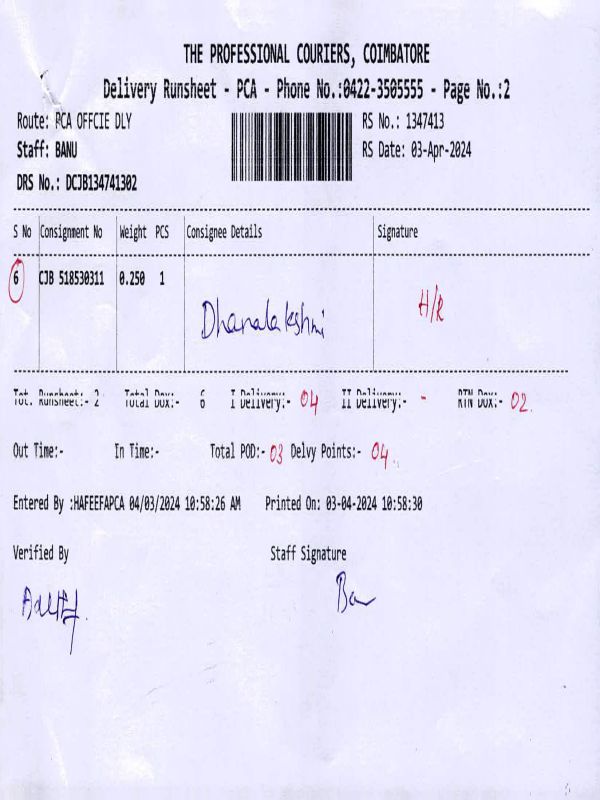 THE PROFESSIONAL COURIERS, COIMBATORE
Delivery Runsheet - PCA - Phone No.:0422-3505555 - Page No.:2
Route: PCA OFFCIE DLY RS No.: 1347413
Staff: BANU RS Date: 03-Apr-2024
DRS No.: DCJB134741302
S No Consignment No Weight PCS Consignee Details Signature
6 CJB 518530311 0.250 1 Dhanalakshmi H/R
Tot. Runsheet:- 2 Total Dox:- 6 I Delivery:- 04 II Delivery:- - RTN Dox:- 02.
Out Time:- In Time:- Total POD:- 03 Delvy Points:- 04.
Entered By :HAFEEFAPCA 04/03/2024 10:58:26 AM Printed On: 03-04-2024 10:58:30
Verified By Staff Signature